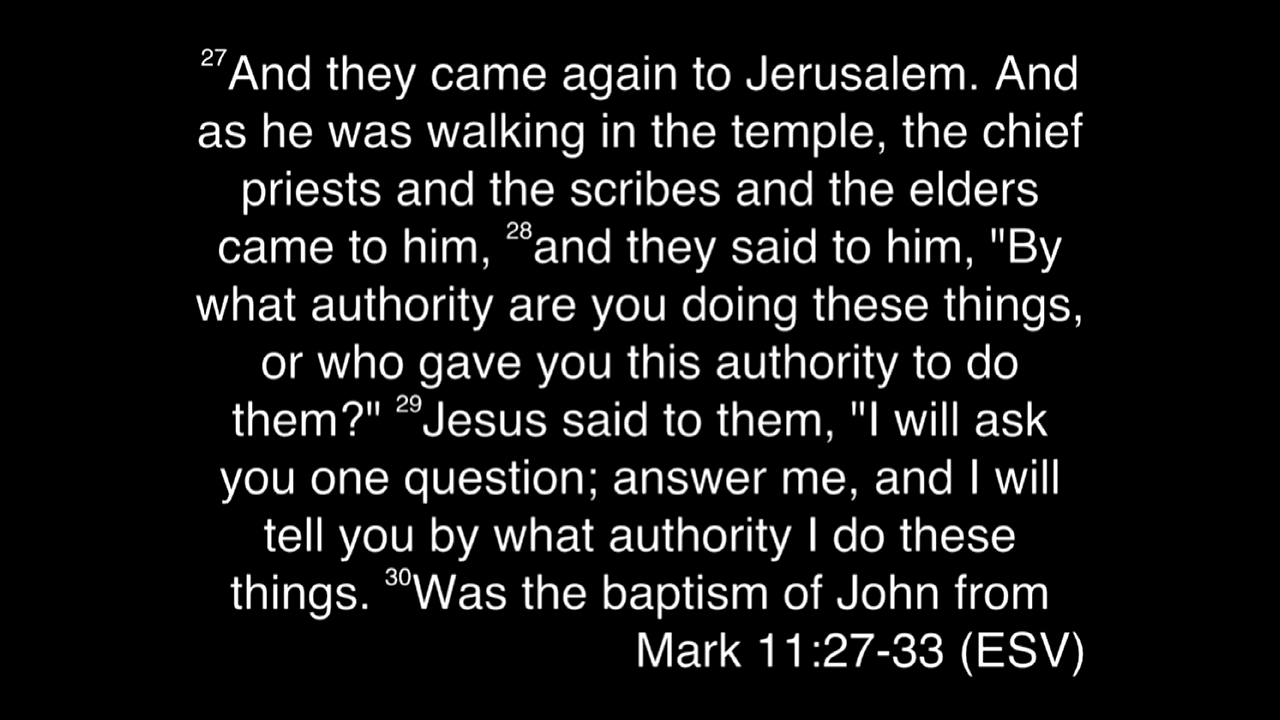 27And they came again to Jerusalem. And
as he was walking in the temple, the chief
priests and the scribes and the elders
came to him, 28and they said to him, "By
what authority are you doing these things,
or who gave you this authority to do
them?" 29Jesus said to them, "I will ask
you one question; answer me, and I will
tell you by what authority I do these
things. 30Was the baptism of John from
Mark 11:27-33 (ESV)